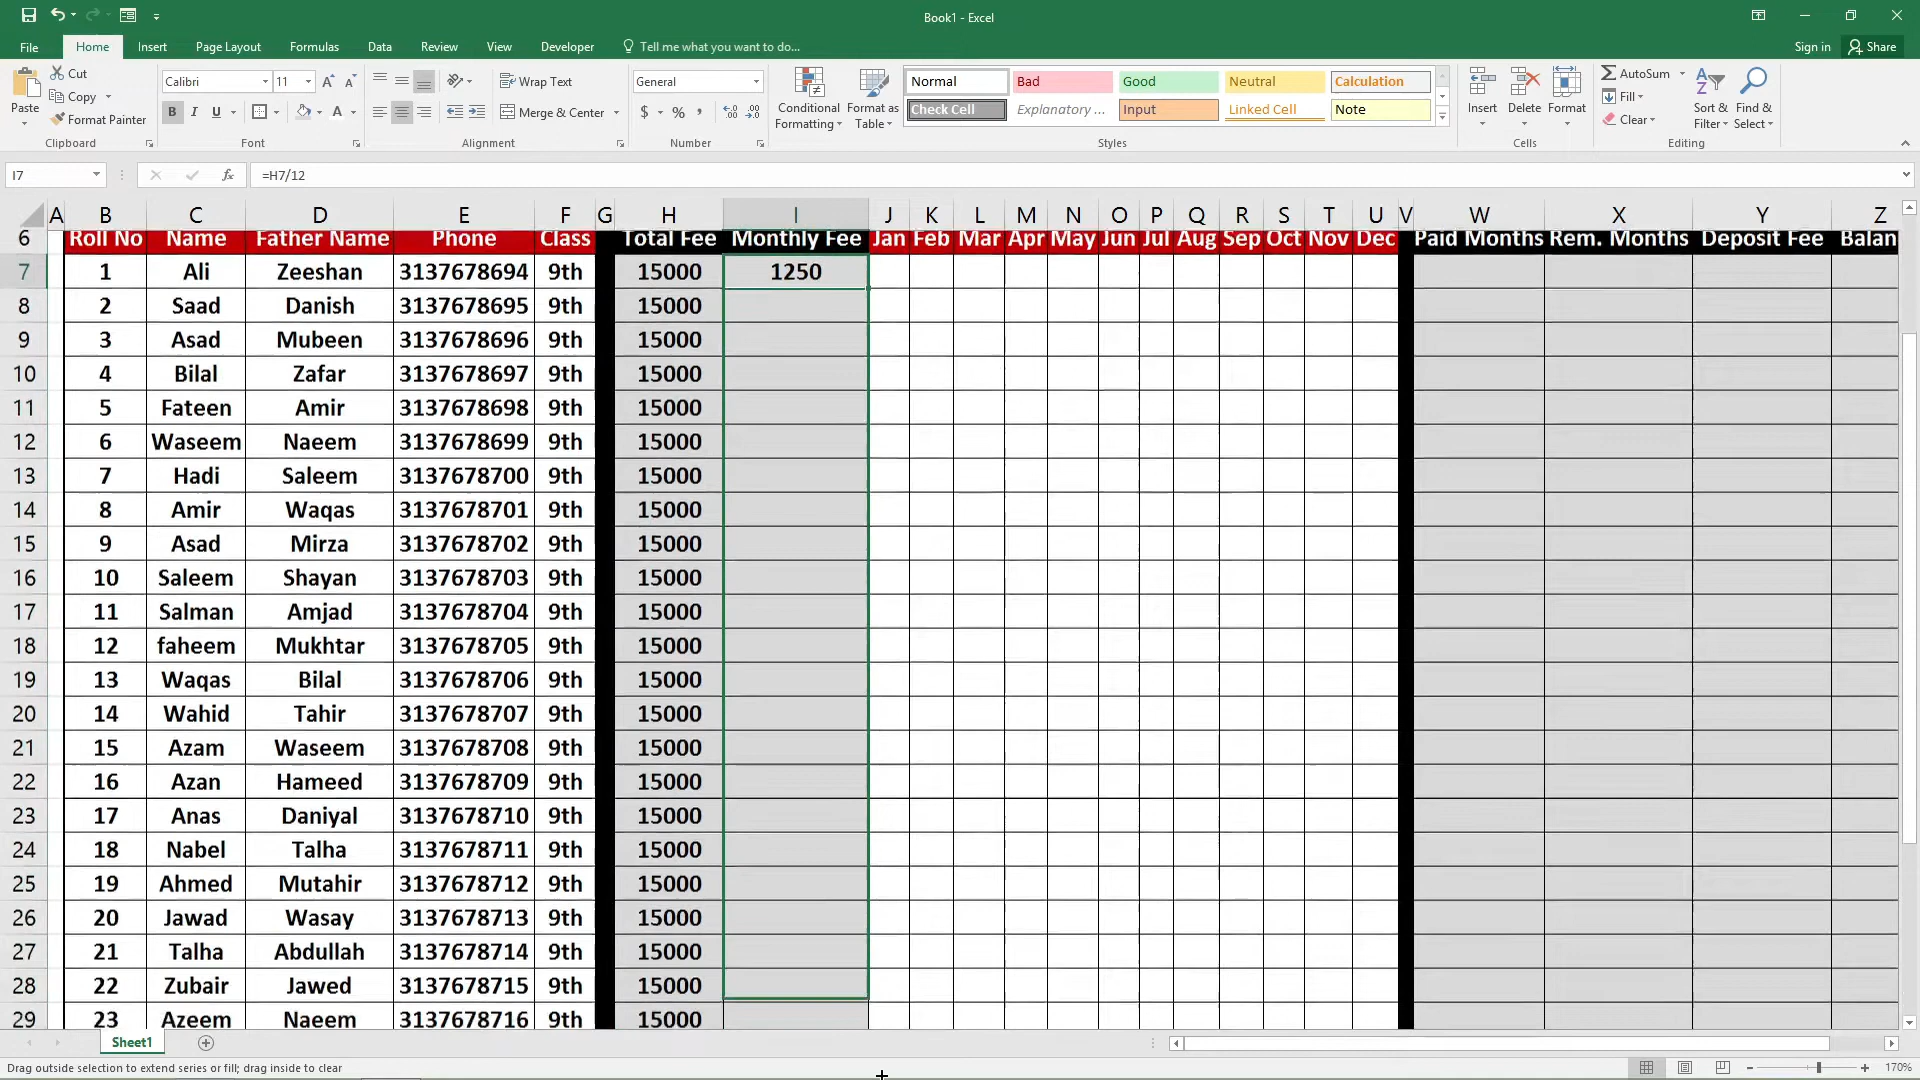 Book1 - Excel
File Home Insert Page Layout Formulas Data Review View Developer Tell me what you want to do... Sign in Share
Paste Cut Copy Format Painter Clipboard
Calibri 11 A A B I U A Font
Wrap Text Merge & Center Alignment
General $ % , Number
Conditional Formatting Format as Table Normal Bad Good Neutral Calculation
Check Cell Explanatory ... Input Linked Cell Note Styles
Insert Delete Format Cells
AutoSum Fill Clear Sort & Filter Find & Select Editing
I7 fx =H7/12
A B C D E F G H I J K L M N O P Q R S T U V W X Y Z
6 Roll No Name Father Name Phone Class Total Fee Monthly Fee Jan Feb Mar Apr May Jun Jul Aug Sep Oct Nov Dec Paid Months Rem. Months Deposit Fee Balan
7 1 Ali Zeeshan 3137678694 9th 15000 1250
8 2 Saad Danish 3137678695 9th 15000
9 3 Asad Mubeen 3137678696 9th 15000
10 4 Bilal Zafar 3137678697 9th 15000
11 5 Fateen Amir 3137678698 9th 15000
12 6 Waseem Naeem 3137678699 9th 15000
13 7 Hadi Saleem 3137678700 9th 15000
14 8 Amir Waqas 3137678701 9th 15000
15 9 Asad Mirza 3137678702 9th 15000
16 10 Saleem Shayan 3137678703 9th 15000
17 11 Salman Amjad 3137678704 9th 15000
18 12 faheem Mukhtar 3137678705 9th 15000
19 13 Waqas Bilal 3137678706 9th 15000
20 14 Wahid Tahir 3137678707 9th 15000
21 15 Azam Waseem 3137678708 9th 15000
22 16 Azan Hameed 3137678709 9th 15000
23 17 Anas Daniyal 3137678710 9th 15000
24 18 Nabel Talha 3137678711 9th 15000
25 19 Ahmed Mutahir 3137678712 9th 15000
26 20 Jawad Wasay 3137678713 9th 15000
27 21 Talha Abdullah 3137678714 9th 15000
28 22 Zubair Jawed 3137678715 9th 15000
29 23 Azeem Naeem 3137678716 9th 15000
Sheet1
Drag outside selection to extend series or fill; drag inside to clear 170%